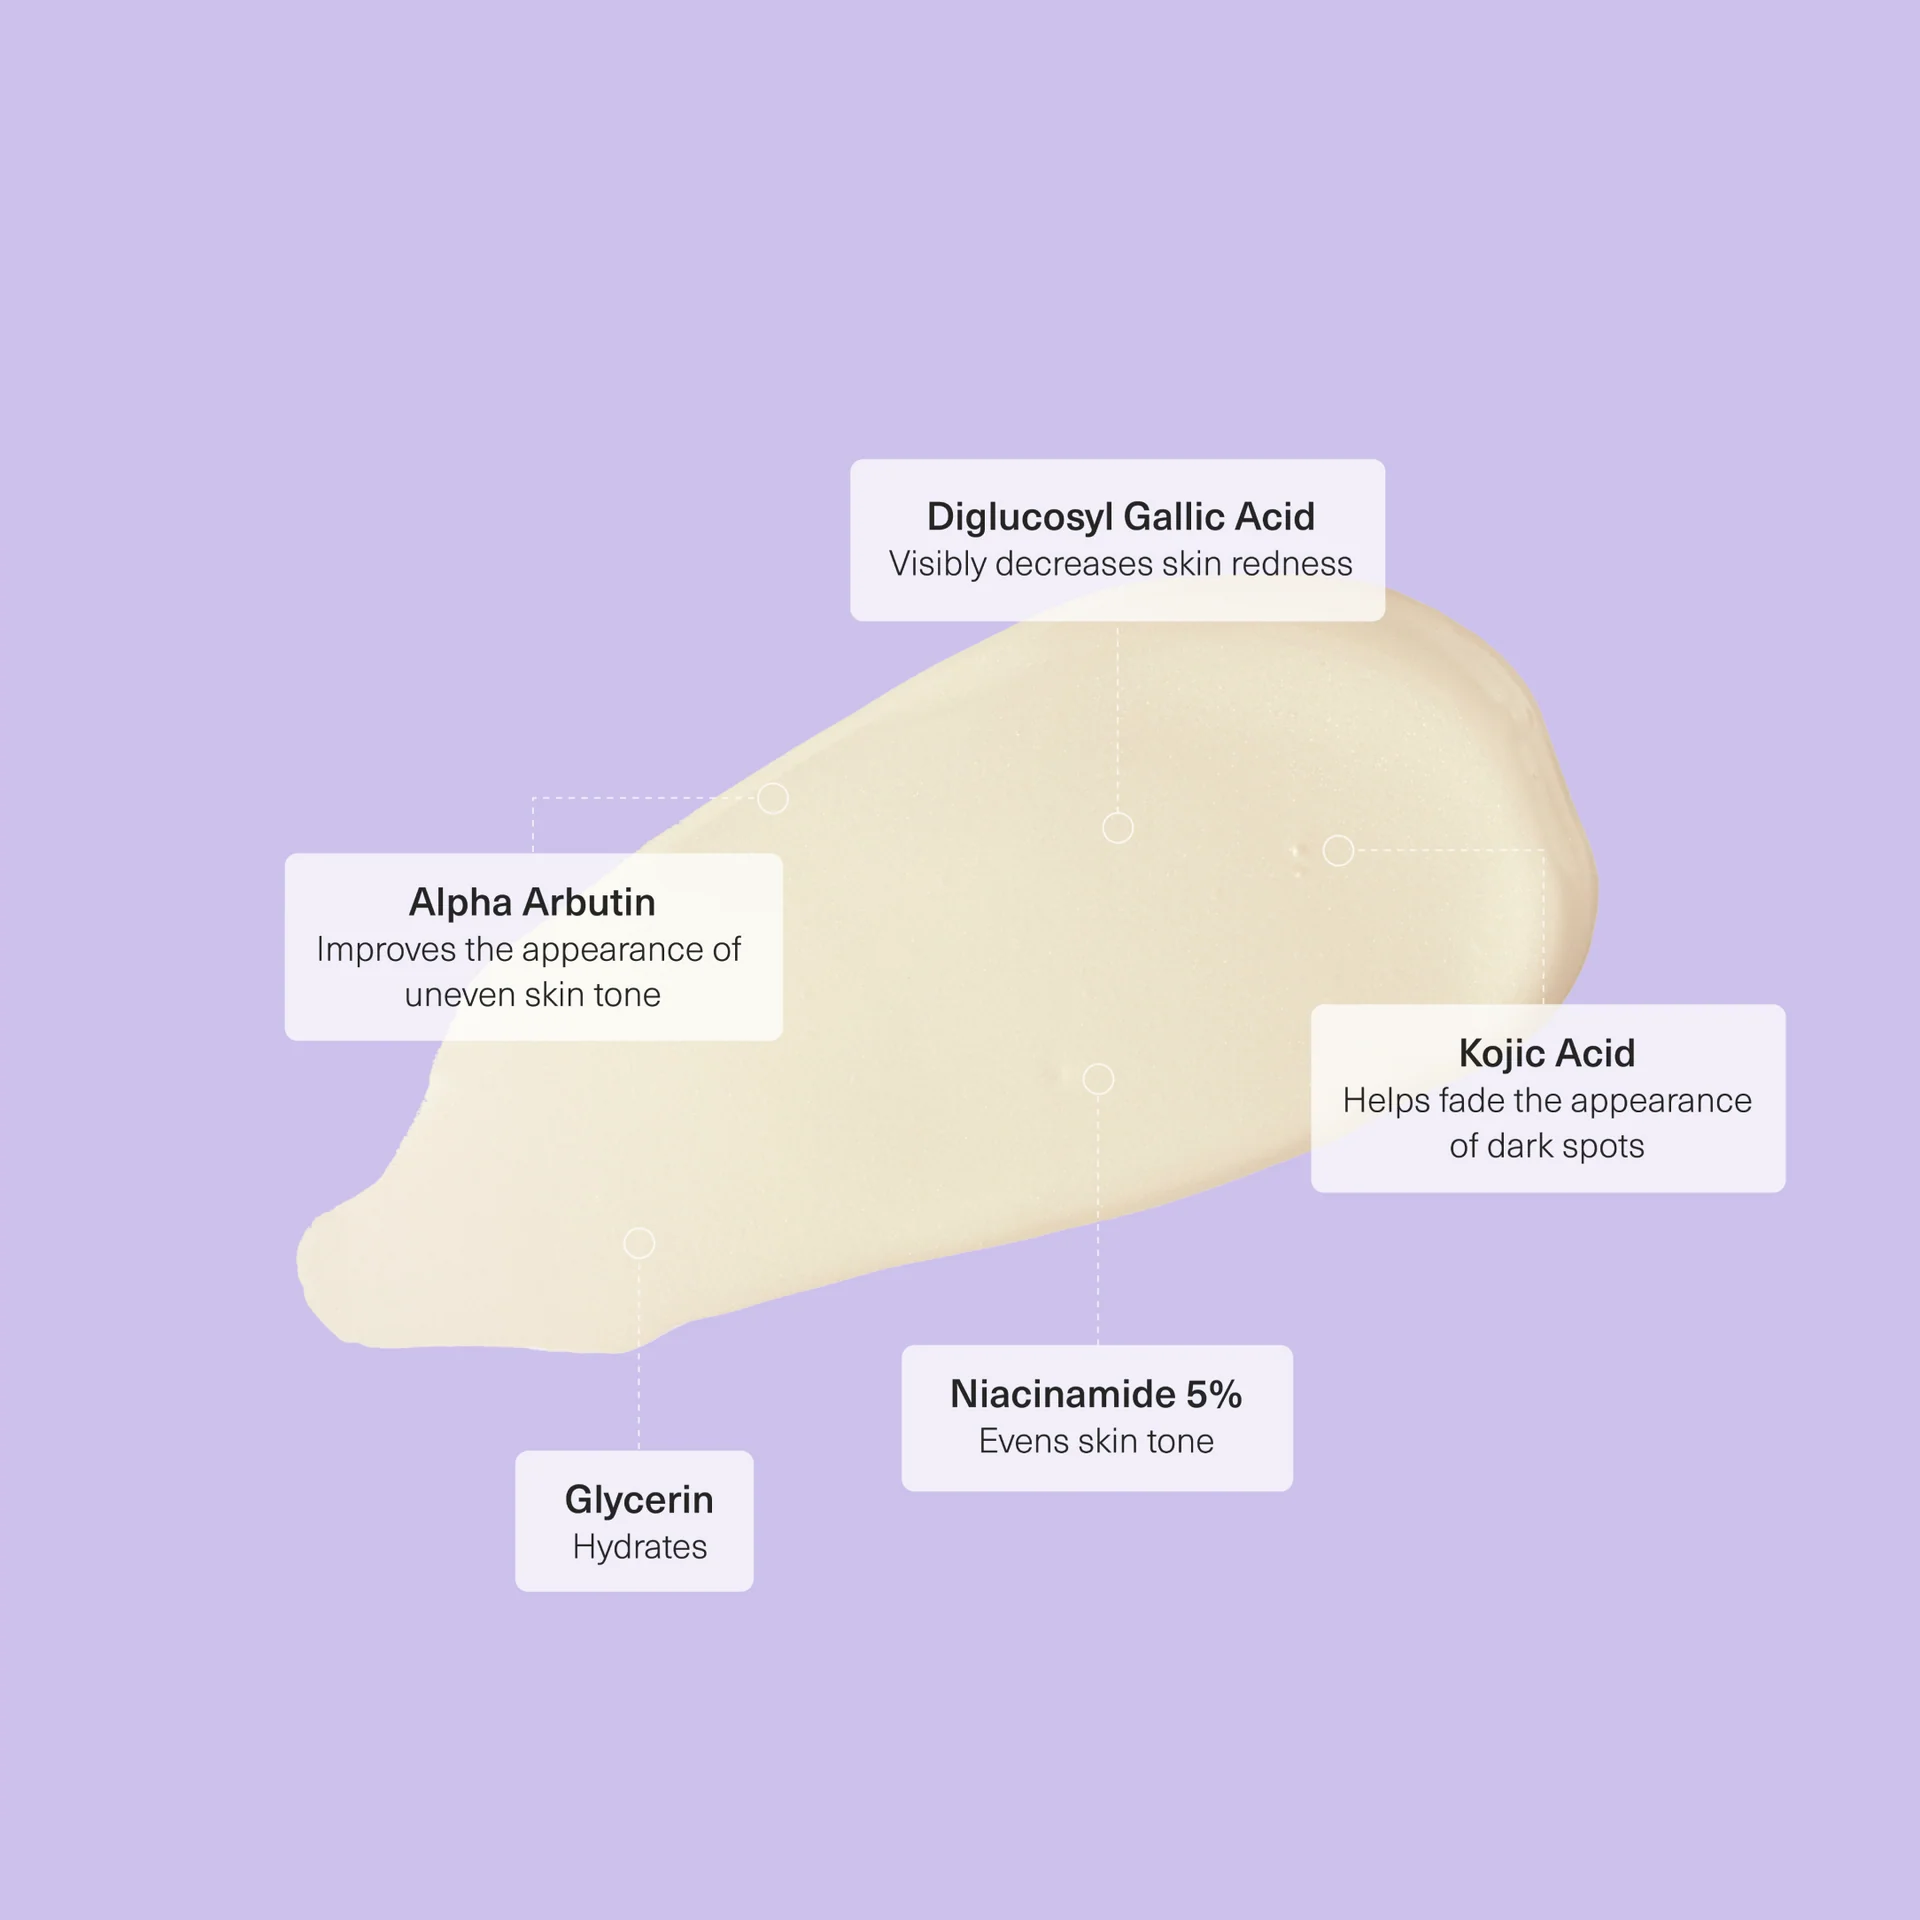 Diglucosyl Gallic Acid
Visibly decreases skin redness
Alpha Arbutin
Improves the appearance of
uneven skin tone
Kojic Acid
Helps fade the appearance
of dark spots
Niacinamide 5%
Evens skin tone
Glycerin
Hydrates